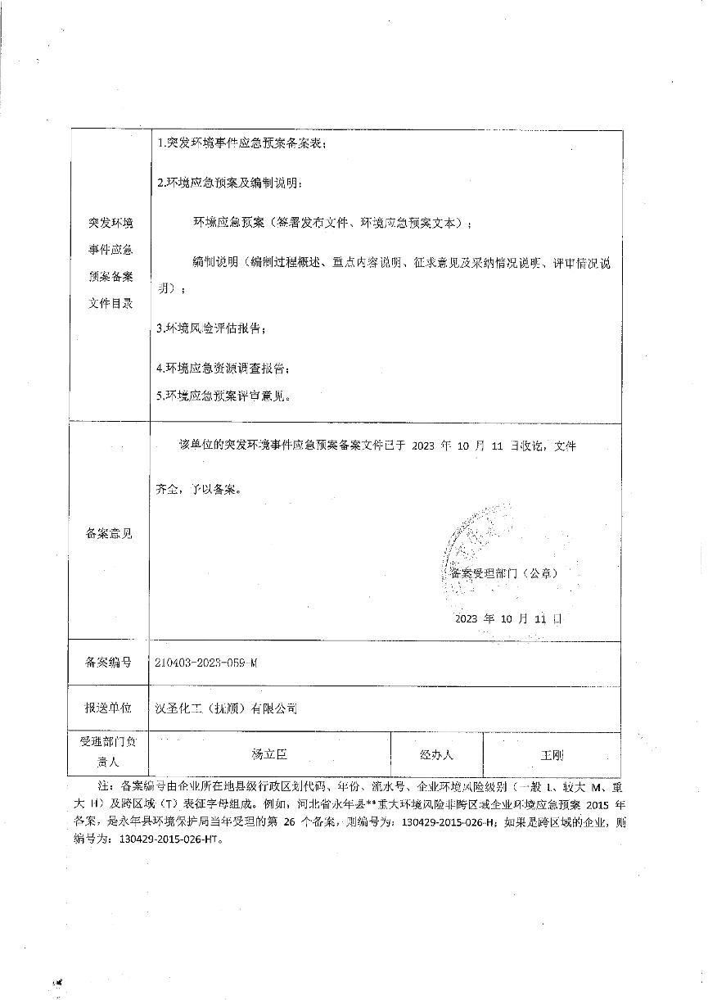 突发环境
事件应急
预案备案
文件目录
1.突发环境事件应急预案备案表；
2.环境应急预案及编制说明：
环境应急预案（签署发布文件、环境应急预案文本）；
编制说明（编制过程概述、重点内容说明、征求意见及采纳情况说明、评审情况说
明）；
3.环境风险评估报告；
4.环境应急资源调查报告；
5.环境应急预案评审意见。
备案意见
该单位的突发环境事件应急预案备案文件已于 2023 年 10 月 11 日收讫，文件
齐全，予以备案。
备案受理部门（公章）
2023 年 10 月 11 日
备案编号 210403-2023-059-M
报送单位 汉圣化工（抚顺）有限公司
受理部门负
责人
杨立臣 经办人 王刚
注：备案编号由企业所在地县级行政区划代码、年份、流水号、企业环境风险级别（一般 L、较大 M、重
大 H）及跨区域（T）表征字母组成。例如，河北省永年县**重大环境风险非跨区域企业环境应急预案 2015 年
备案，是永年县环境保护局当年受理的第 26 个备案，则编号为：130429-2015-026-H；如果是跨区域的企业，则
编号为：130429-2015-026-HT。